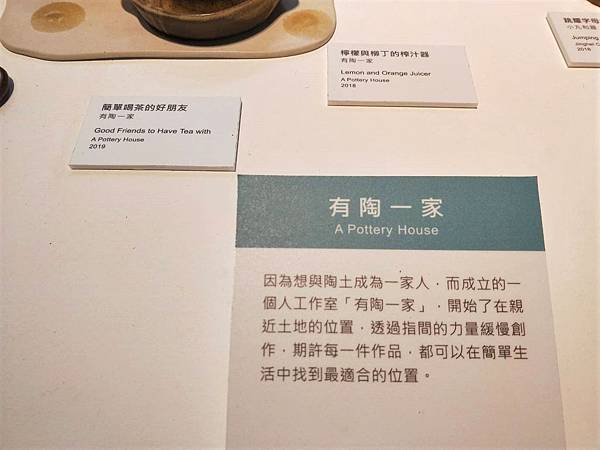 檸檬與柳丁的榨汁器
有陶一家
Lemon and Orange Juicer
A Pottery House
2018
跳
小丸和器
Jumping
2018
簡單喝茶的好朋友
有陶一家
Good Friends to Have Tea with
A Pottery House
2019
有陶一家
A Pottery House
因為想與陶土成為一家人，而成立的一
個人工作室「有陶一家」，開始了在親
近土地的位置，透過指間的力量緩慢創
作，期許每一件作品，都可以在簡單生
活中找到最適合的位置。